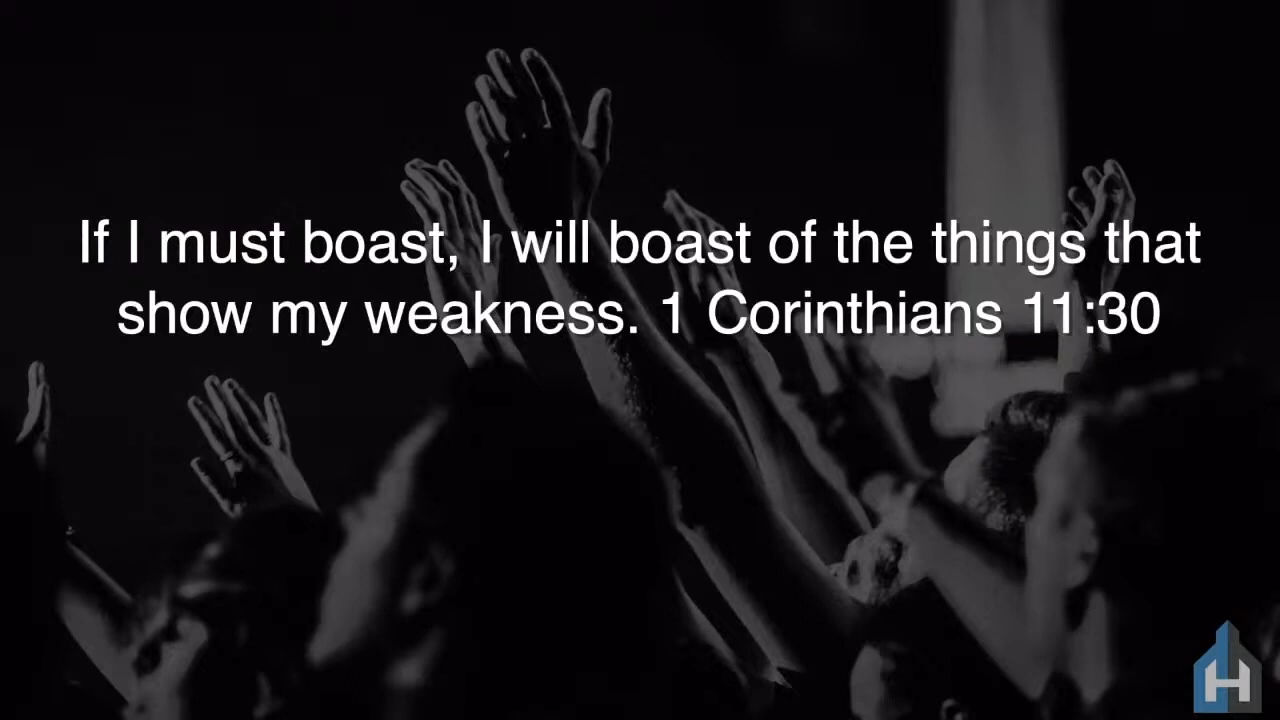 If I must boast, I will boast of the things that
show my weakness. 1 Corinthians 11:30
H